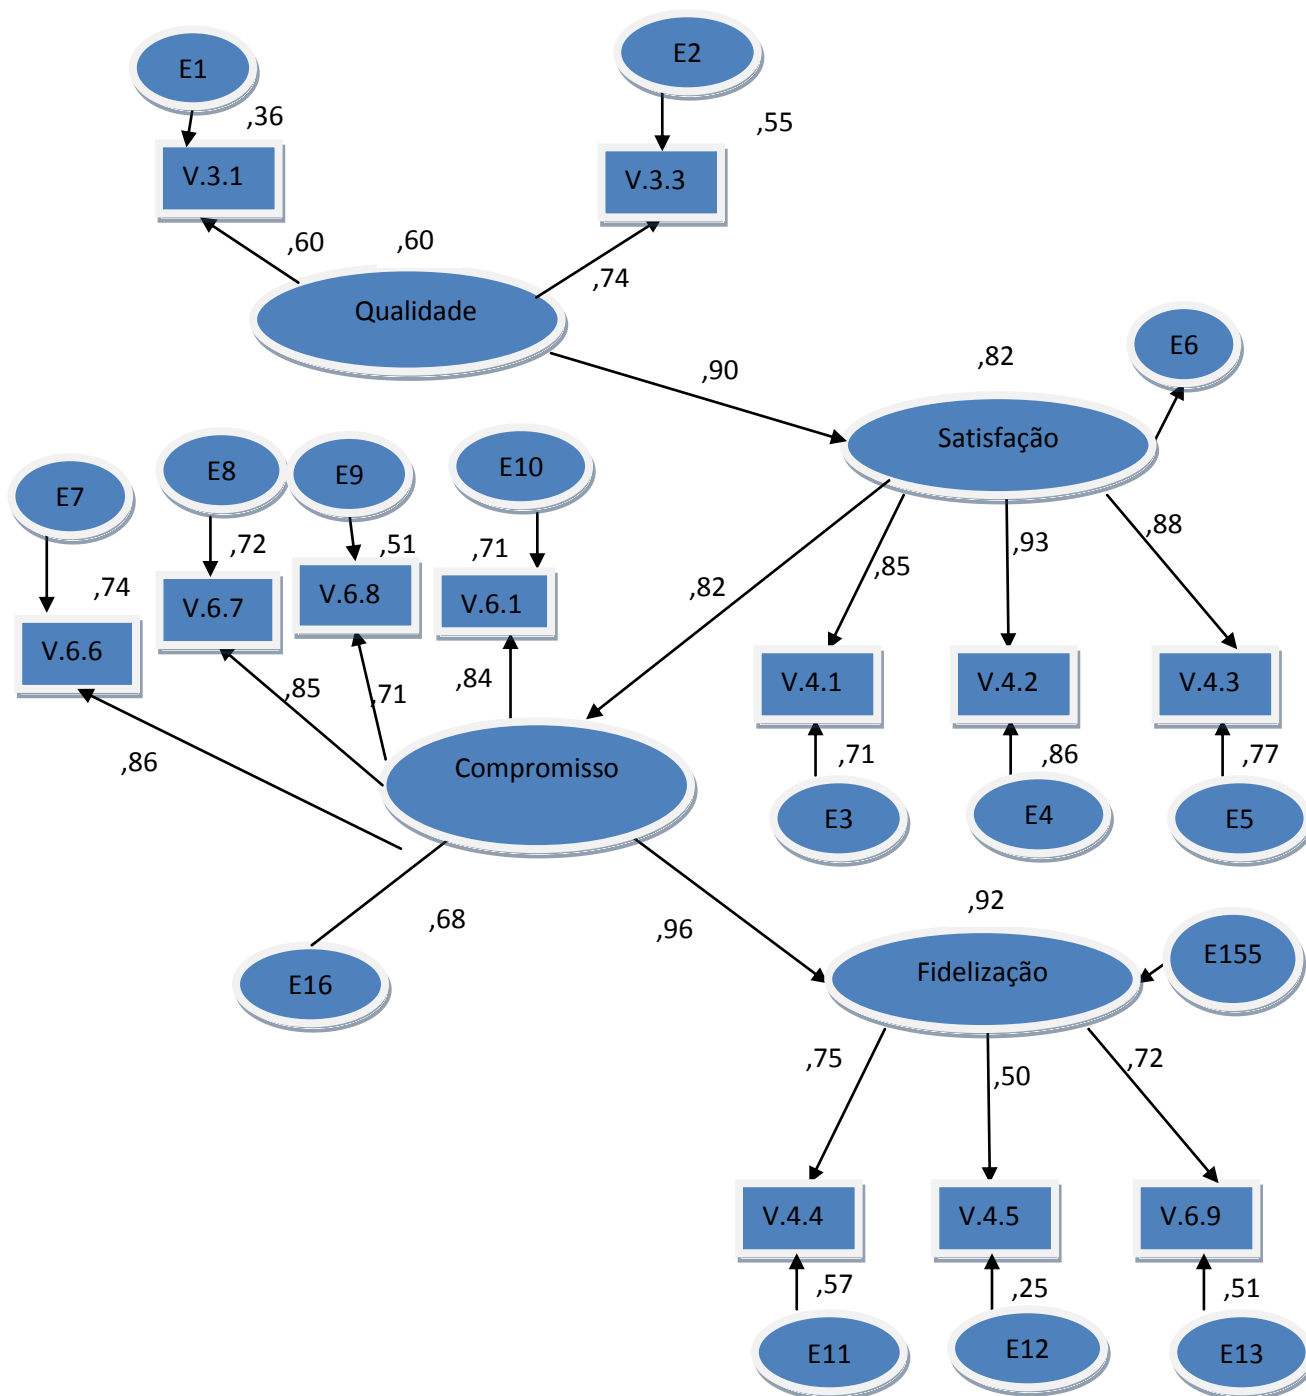 E1
E2
,36
,55
V.3.1
V.3.3
,60
,60
,74
Qualidade
E6
,90
,82
Satisfação
E7
E8
E9
E10
,88
,72
,51
,71
,93
,85
,74
,82
V.6.6
V.6.7
V.6.8
V.6.1
V.4.1
V.4.2
V.4.3
,85
,71
,84
,86
Compromisso
,71
,86
,77
E3
E4
E5
,68
,96
,92
E16
Fidelização
E155
,75
,50
,72
V.4.4
V.4.5
V.6.9
,57
,25
,51
E11
E12
E13